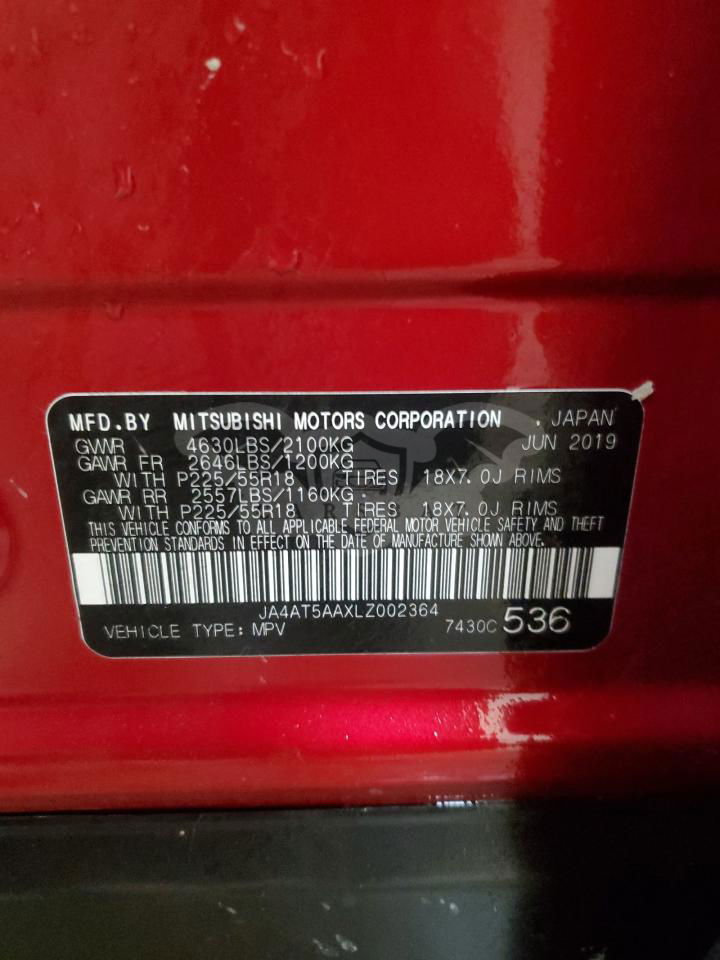 MFD.BY MITSUBISHI MOTORS CORPORATION , JAPAN
GVWR 4630LBS/2100KG JUN 2019
GAWR FR 2646LBS/1200KG
WITH P225/55R18 TIRES 18X7.0J RIMS
GAWR RR 2557LBS/1160KG
WITH P225/55R18 TIRES 18X7.0J RIMS
THIS VEHICLE CONFORMS TO ALL APPLICABLE FEDERAL MOTOR VEHICLE SAFETY AND THEFT
PREVENTION STANDARDS IN EFFECT ON THE DATE OF MANUFACTURE SHOWN ABOVE.
JA4AT5AAXLZ002364
VEHICLE TYPE: MPV 7430C 536